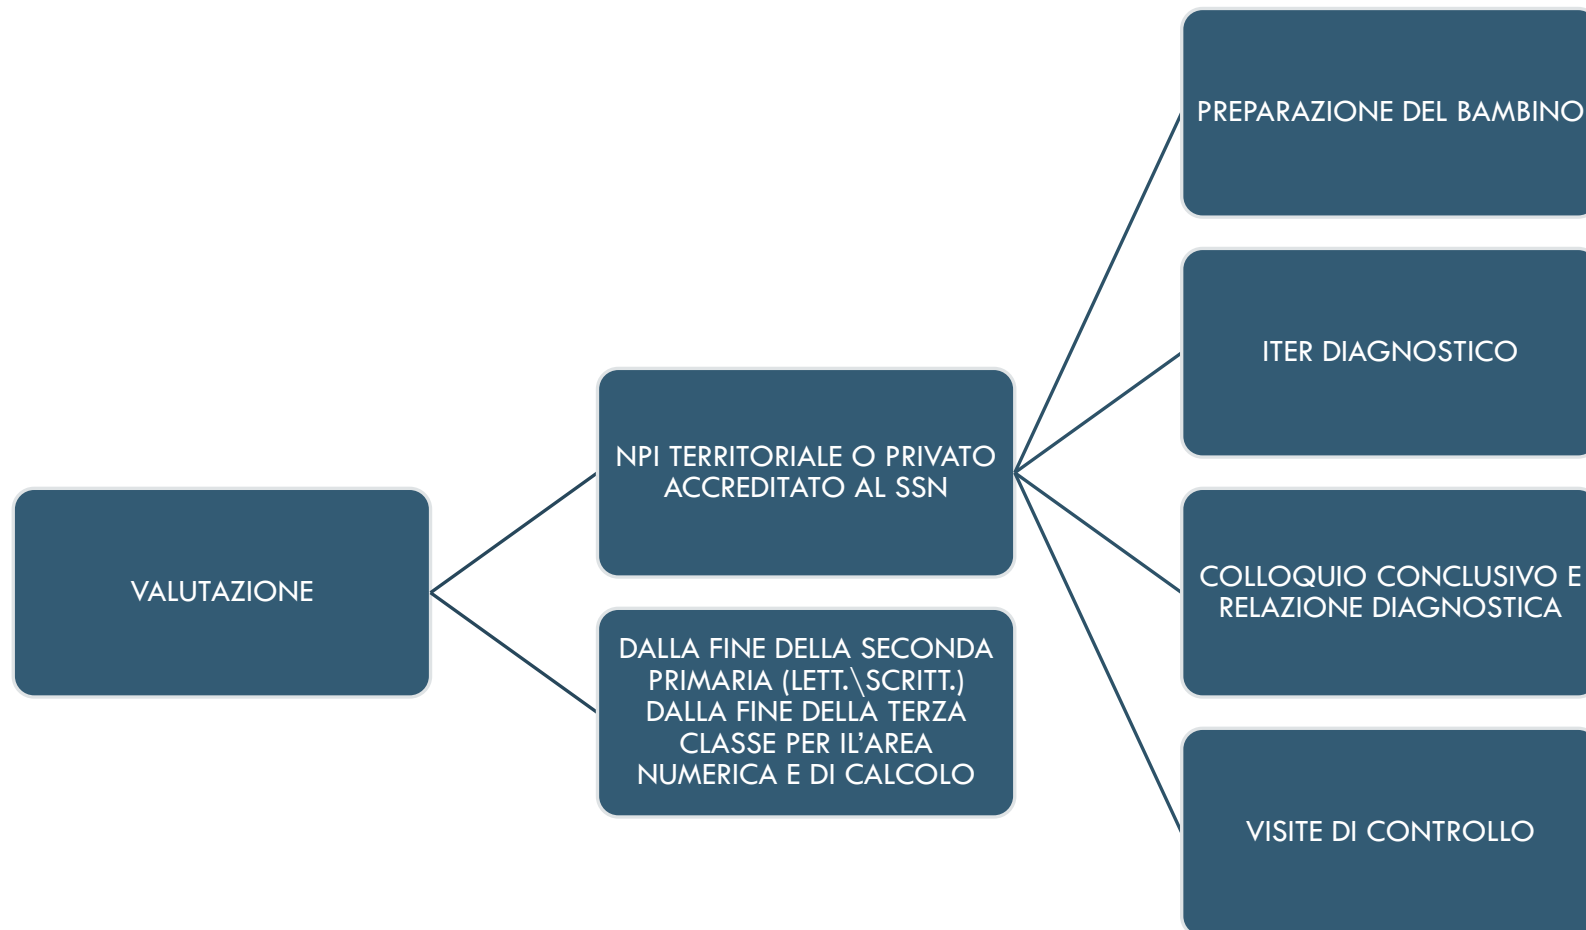 VALUTAZIONE
NPI TERRITORIALE O PRIVATO
ACCREDITATO AL SSN
DALLA FINE DELLA SECONDA
PRIMARIA (LETT.\SCRITT.)
DALLA FINE DELLA TERZA
CLASSE PER IL’AREA
NUMERICA E DI CALCOLO
PREPARAZIONE DEL BAMBINO
ITER DIAGNOSTICO
COLLOQUIO CONCLUSIVO E
RELAZIONE DIAGNOSTICA
VISITE DI CONTROLLO